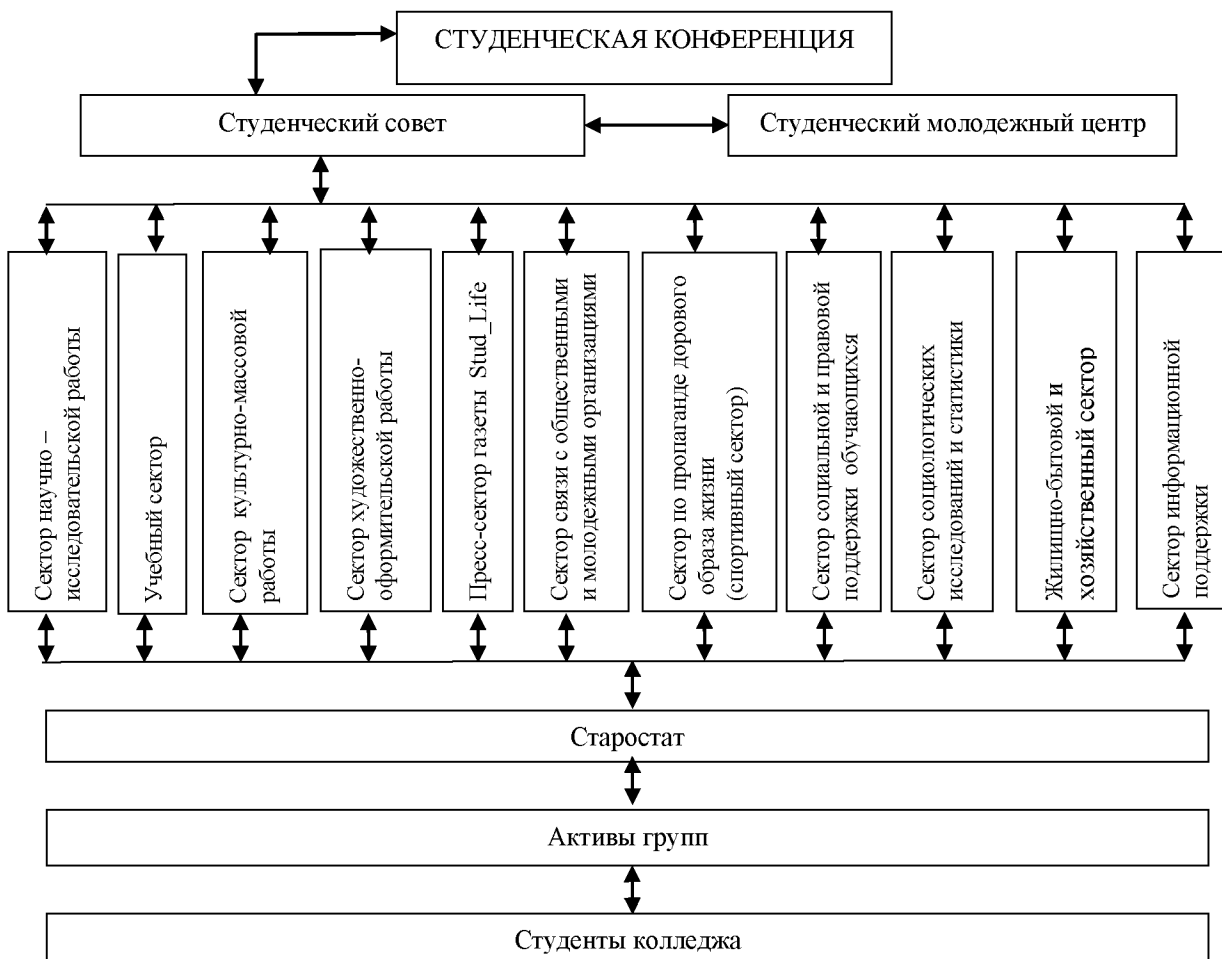 СТУДЕНЧЕСКАЯ КОНФЕРЕНЦИЯ
Студенческий совет
Студенческий молодежный центр
Сектор научно –
исследовательской работы
Учебный сектор
Сектор культурно-массовой
работы
Сектор художественно-
оформительской работы
Пресс-сектор газеты Stud_Life
Сектор связи с общественными
и молодежными организациями
Сектор по пропаганде дорового
образа жизни
(спортивный сектор)
Сектор социальной и правовой
поддержки обучающихся
Сектор социологических
исследований и статистики
Жилищно-бытовой и
хозяйственный сектор
Сектор информационной
поддержки
Старостат
Активы групп
Студенты колледжа